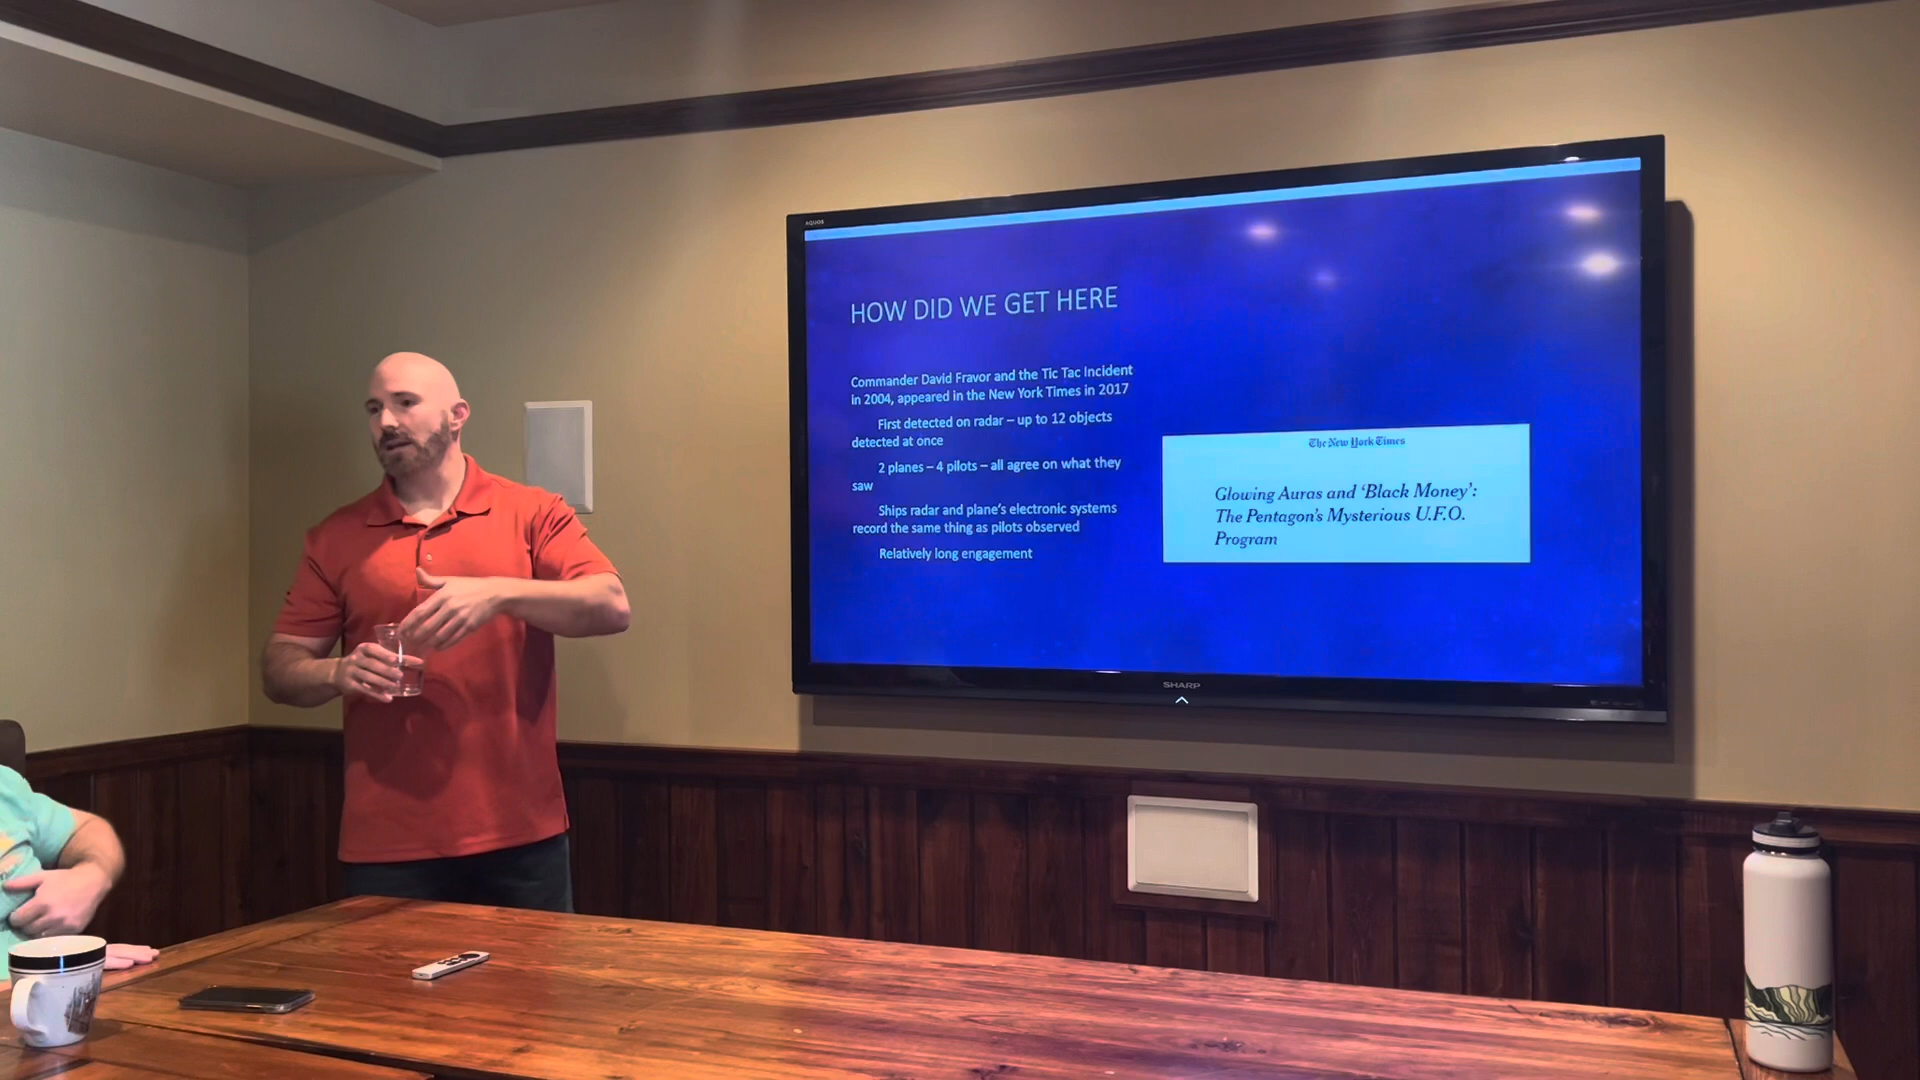 AQUOS
HOW DID WE GET HERE
Commander David Fravor and the Tic Tac Incident
in 2004, appeared in the New York Times in 2017
First detected on radar – up to 12 objects
detected at once
2 planes – 4 pilots – all agree on what they
saw
Ships radar and plane's electronic systems
record the same thing as pilots observed
Relatively long engagement
The New York Times
Glowing Auras and ‘Black Money’:
The Pentagon's Mysterious U.F.O.
Program
SHARP